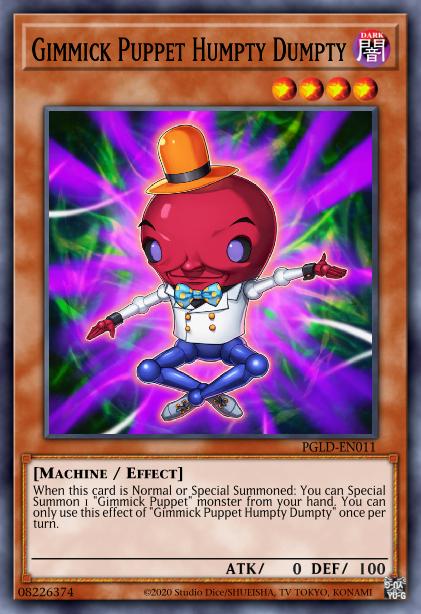 Gimmick Puppet Humpty Dumpty
DARK
闇
PGLD-EN011
[Machine / Effect]
When this card is Normal or Special Summoned: You can Special
Summon 1 "Gimmick Puppet" monster from your hand. You can
only use this effect of "Gimmick Puppet Humpty Dumpty" once per
turn.
ATK/ 0 DEF/ 100
08226374
©2020 Studio Dice/SHUEISHA, TV TOKYO, KONAMI